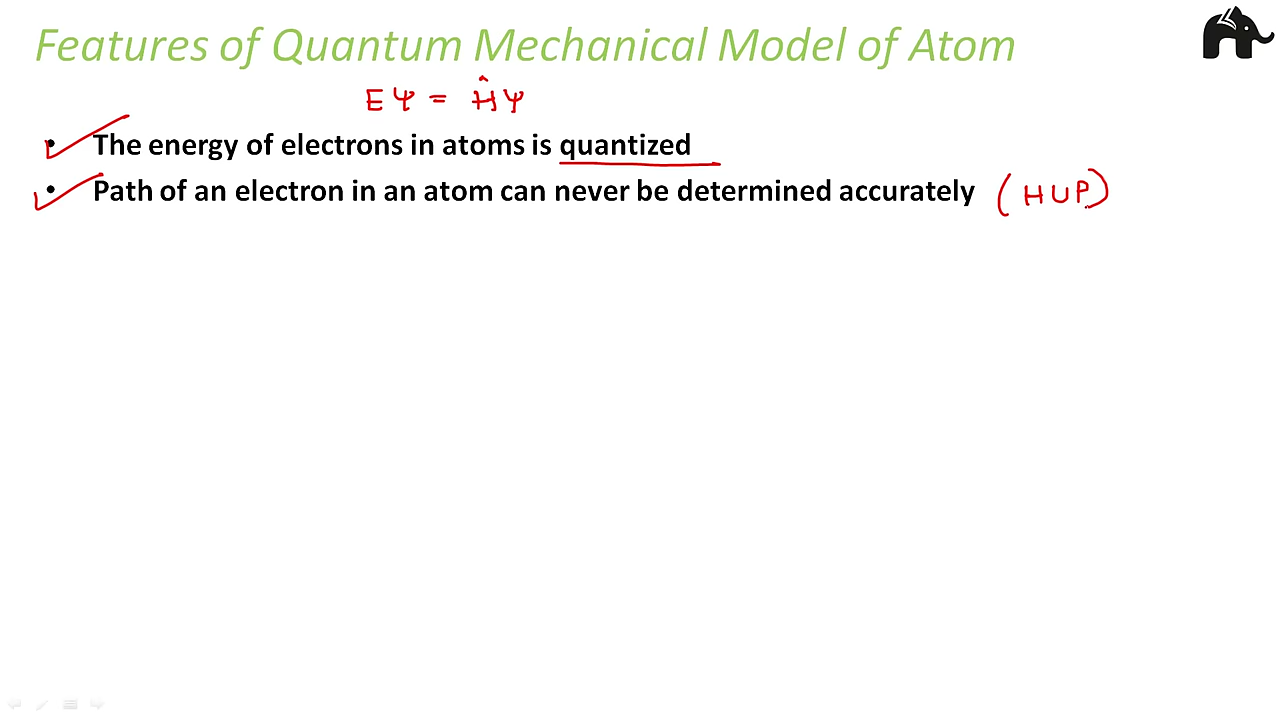 Features of Quantum Mechanical Model of Atom
EΨ = ĤΨ
• The energy of electrons in atoms is quantized
• Path of an electron in an atom can never be determined accurately (HUP)